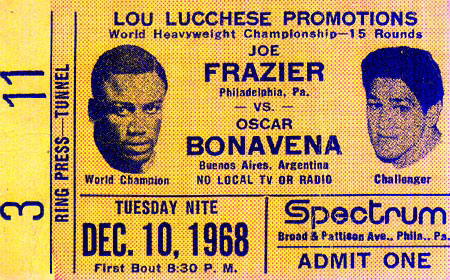 11
3
RING PRESS—TUNNEL
LOU LUCCHESE PROMOTIONS
World Heavyweight Championship—15 Rounds
JOE
FRAZIER
Philadelphia, Pa.
— VS. —
OSCAR
BONAVENA
Buenos Aires, Argentina
NO LOCAL TV OR RADIO
World Champion
Challenger
TUESDAY NITE
DEC. 10, 1968
First Bout 8:30 P. M.
Spectrum
Broad & Pattison Ave., Phila., Pa.
ADMIT ONE